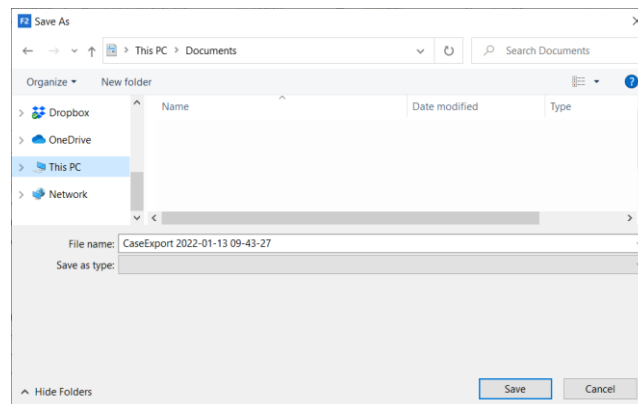 F2 Save As
This PC > Documents
Search Documents
Organize
New folder
?
Name
Date modified
Type
Dropbox
OneDrive
This PC
Network
File name: CaseExport 2022-01-13 09-43-27
Save as type:
Hide Folders
Save
Cancel